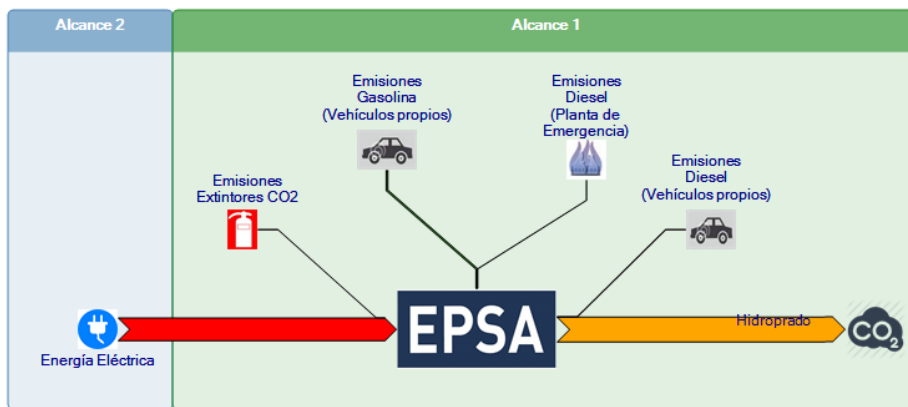 Alcance 2
Alcance 1
Emisiones
Gasolina
(Vehículos propios)
Emisiones
Diesel
(Planta de
Emergencia)
Emisiones
Diesel
(Vehículos propios)
Emisiones
Extintores CO2
EPSA
Hidroprado
CO2
Energía Eléctrica